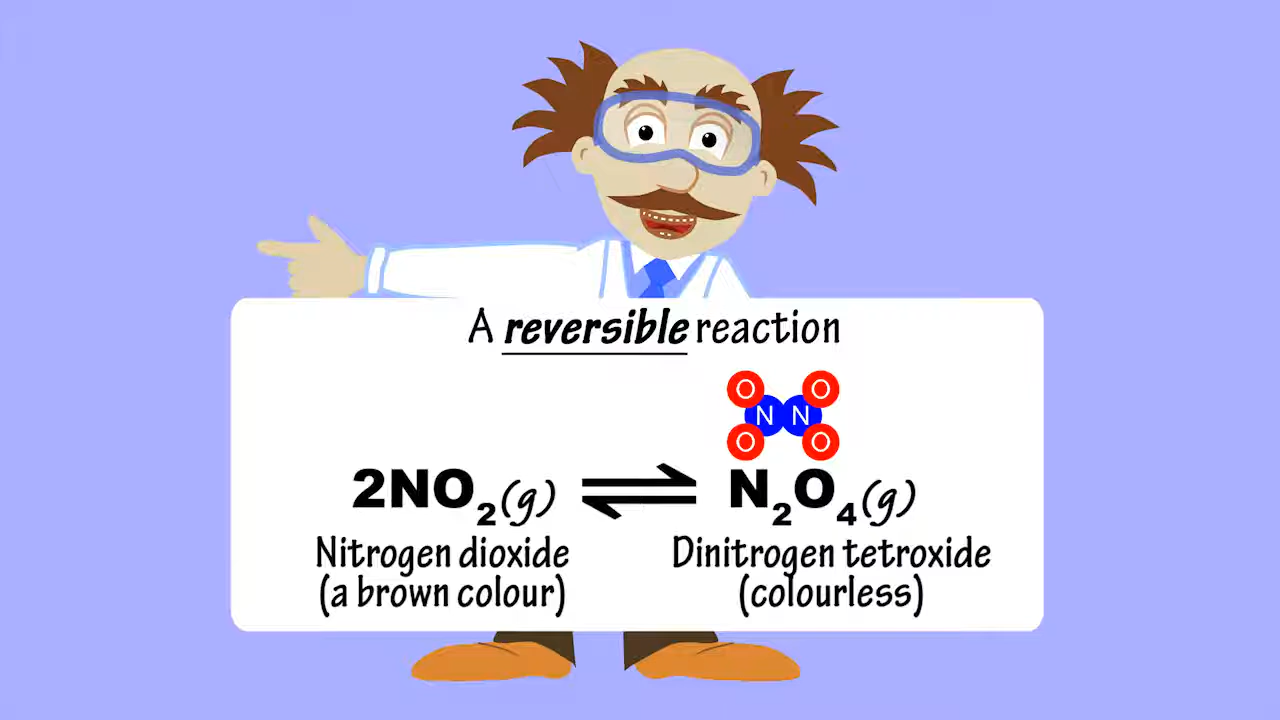 A reversible reaction
O O
N N
O O
2NO₂(g) ⇌ N₂O₄(g)
Nitrogen dioxide
(a brown colour)
Dinitrogen tetroxide
(colourless)